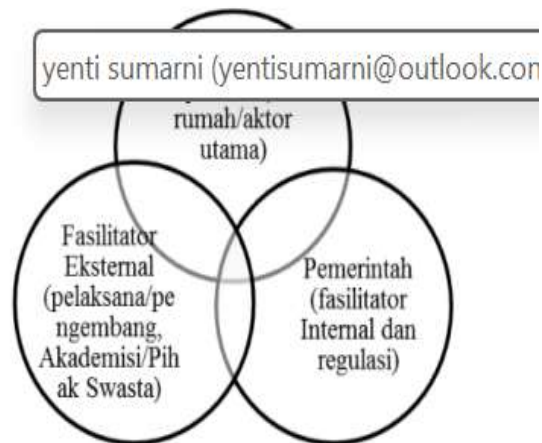 yenti sumarni (yentisumarni@outlook.com
rumah/aktor
utama)
Fasilitator
Eksternal
(pelaksana/pe
ngembang,
Akademisi/Pih
ak Swasta)
Pemerintah
(fasilitator
Internal dan
regulasi)